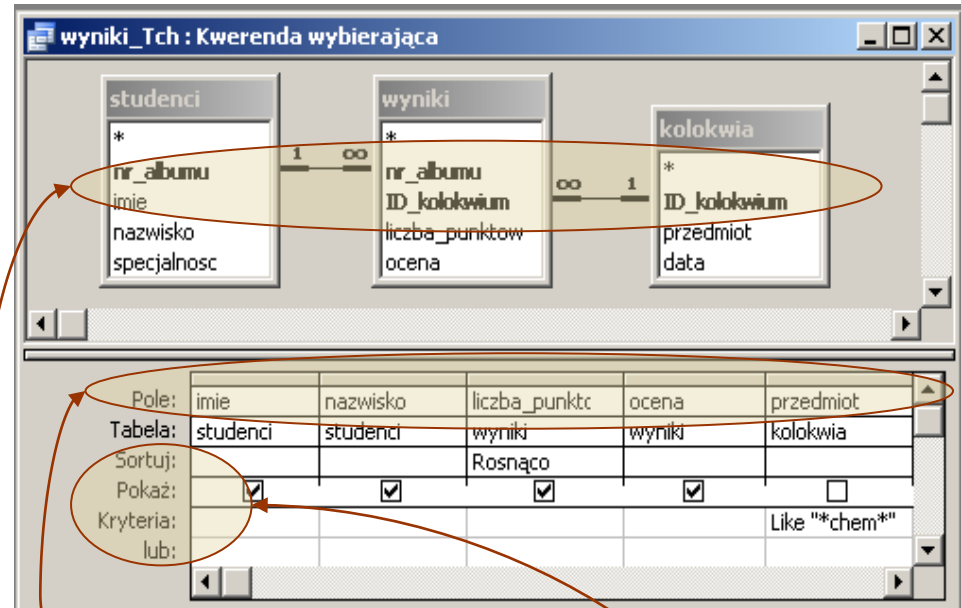 wyniki_Tch : Kwerenda wybierająca
studenci
*
nr_albumu
imie
nazwisko
specjalnosc
1 ∞
wyniki
*
nr_albumu
ID_kolokwium
liczba_punktow
ocena
∞ 1
kolokwia
*
ID_kolokwium
przedmiot
data
Pole: imie nazwisko liczba_punktc ocena przedmiot
Tabela: studenci studenci wyniki wyniki kolokwia
Sortuj: Rosnąco
Pokaż:
Kryteria: Like "*chem*"
lub: